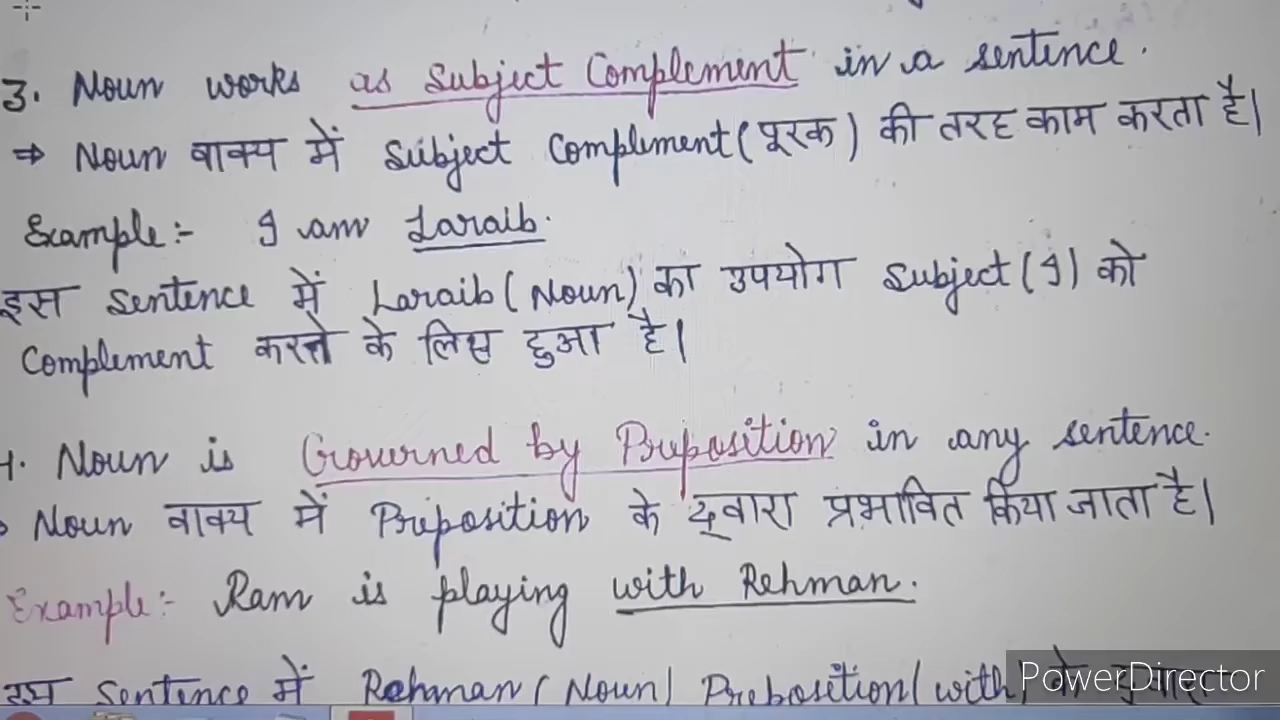 3. Noun works as Subject Complement in a sentence.
⇒ Noun वाक्य में Subject Complement (पूरक) की तरह काम करता है।
Example:- I am Laraib.
इस sentence में Laraib (Noun) का उपयोग Subject (I) को
Complement करने के लिए हुआ है।
4. Noun is Governed by Preposition in any sentence.
Noun वाक्य में Preposition के द्वारा प्रभावित किया जाता है।
Example:- Ram is playing with Rehman.
इस sentence में Rehman (Noun) Preposition (with) के द्वारा
PowerDirector